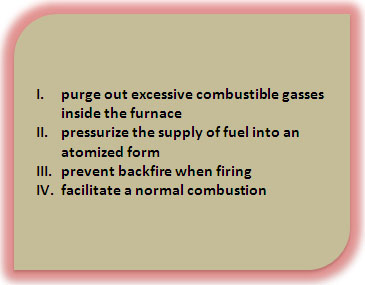 I. purge out excessive combustible gasses
inside the furnace
II. pressurize the supply of fuel into an
atomized form
III. prevent backfire when firing
IV. facilitate a normal combustion